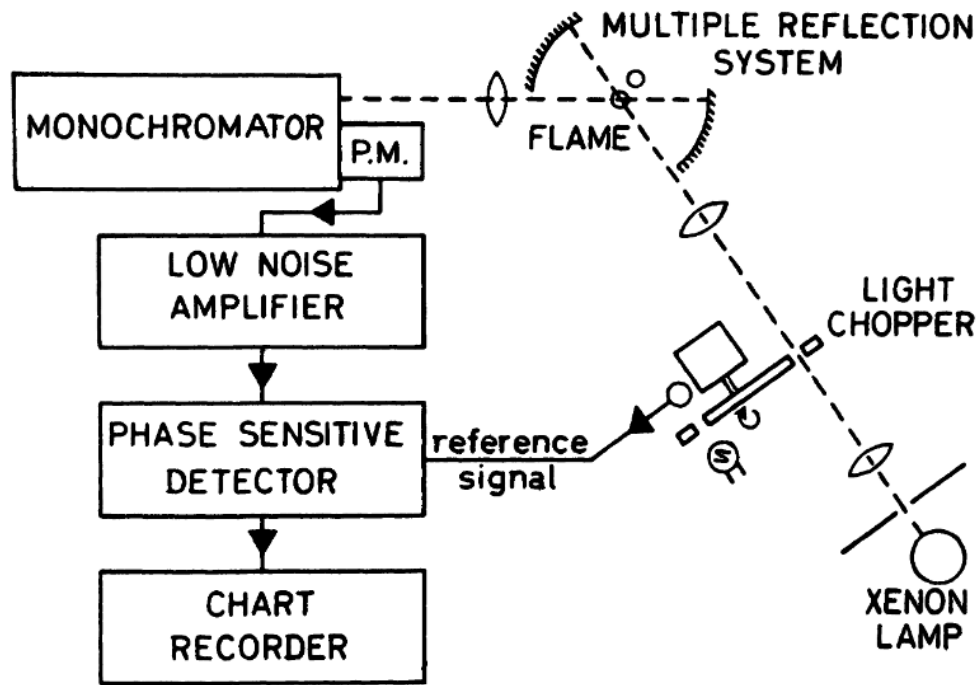 MULTIPLE REFLECTION
SYSTEM
MONOCHROMATOR
P.M.
FLAME
LOW NOISE
AMPLIFIER
LIGHT
CHOPPER
PHASE SENSITIVE
DETECTOR
reference
signal
CHART
RECORDER
XENON
LAMP